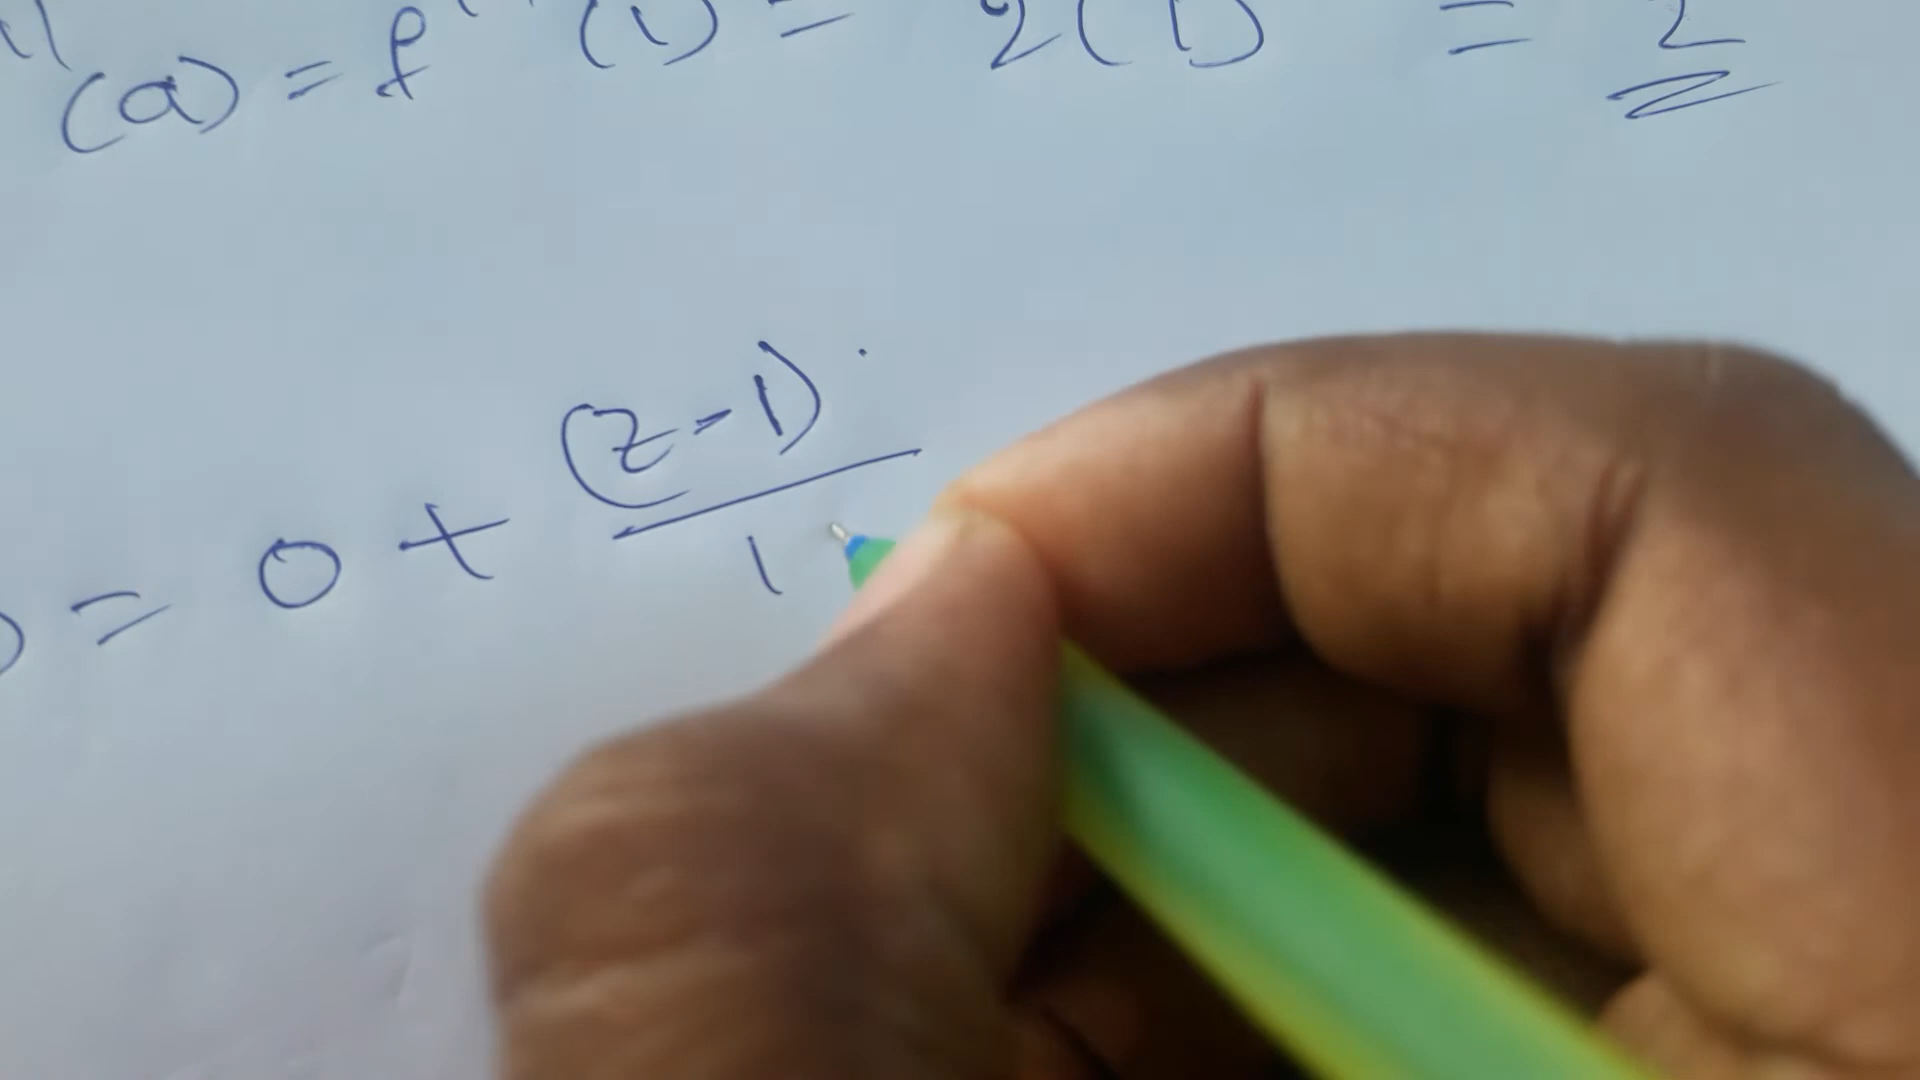 (a) = f''' (1) = 2(1) = 2
) = 0 + (z-1) / 1